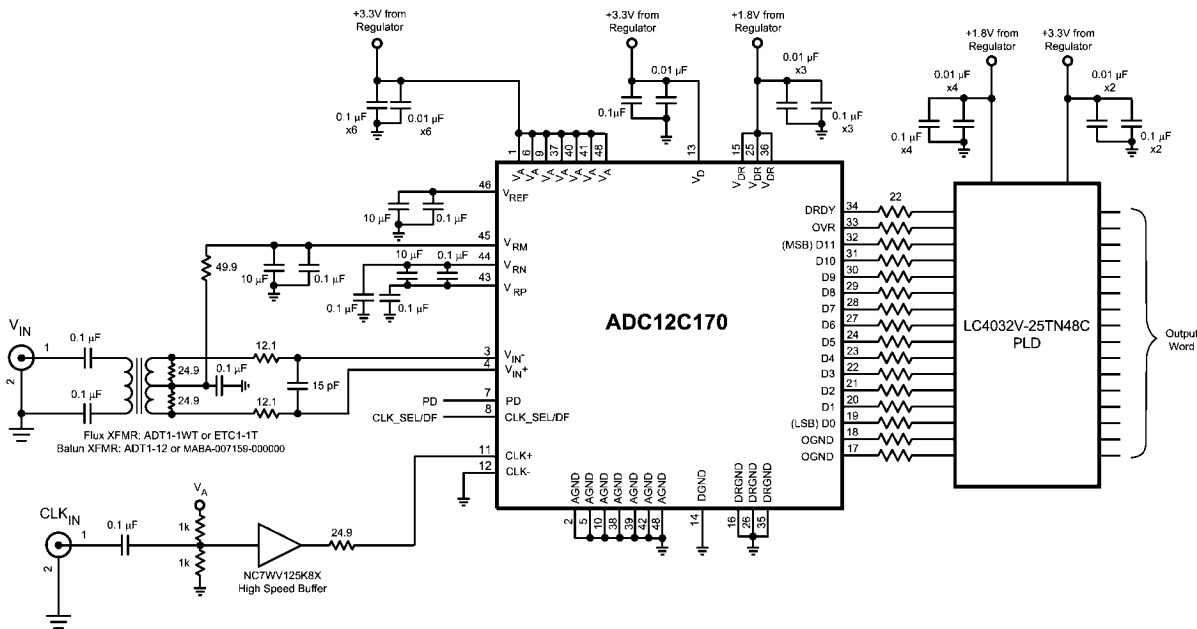 +3.3V from
Regulator
+3.3V from
Regulator
+1.8V from
Regulator
+1.8V from
Regulator
+3.3V from
Regulator
0.1 µF
x6
0.01 µF
x6
0.01 µF
0.1µF
0.01 µF
x3
0.1 µF
x3
0.01 µF
x4
0.1 µF
x4
0.01 µF
x2
0.1 µF
x2
1
6
9
37
40
41
48
13
15
25
36
VA
VA
VA
VA
VA
VA
VA
VD
VDR
VDR
VDR
46
VREF
10 µF
0.1 µF
45
VRM
44
VRN
43
VRP
49.9
10 µF
0.1 µF
10 µF
0.1 µF
0.1 µF
0.1 µF
ADC12C170
VIN
1
2
0.1 µF
0.1 µF
24.9
24.9
0.1 µF
12.1
12.1
15 pF
3
VIN-
4
VIN+
PD
7
PD
CLK_SEL/DF
8
CLK_SEL/DF
11
CLK+
12
CLK-
Flux XFMR: ADT1-1WT or ETC1-1T
Balun XFMR: ADT1-12 or MABA-007159-000000
DRDY
34
22
OVR
33
(MSB) D11
32
D10
31
D9
30
D8
29
D7
28
D6
27
D5
24
D4
23
D3
22
D2
21
D1
20
(LSB) D0
19
OGND
18
OGND
17
LC4032V-25TN48C
PLD
Output
Word
AGND
AGND
AGND
AGND
AGND
AGND
AGND
DGND
DRGND
DRGND
DRGND
2
5
10
38
39
42
48
14
16
26
35
CLKIN
1
2
0.1 µF
VA
1k
1k
24.9
NC7WV125K8X
High Speed Buffer